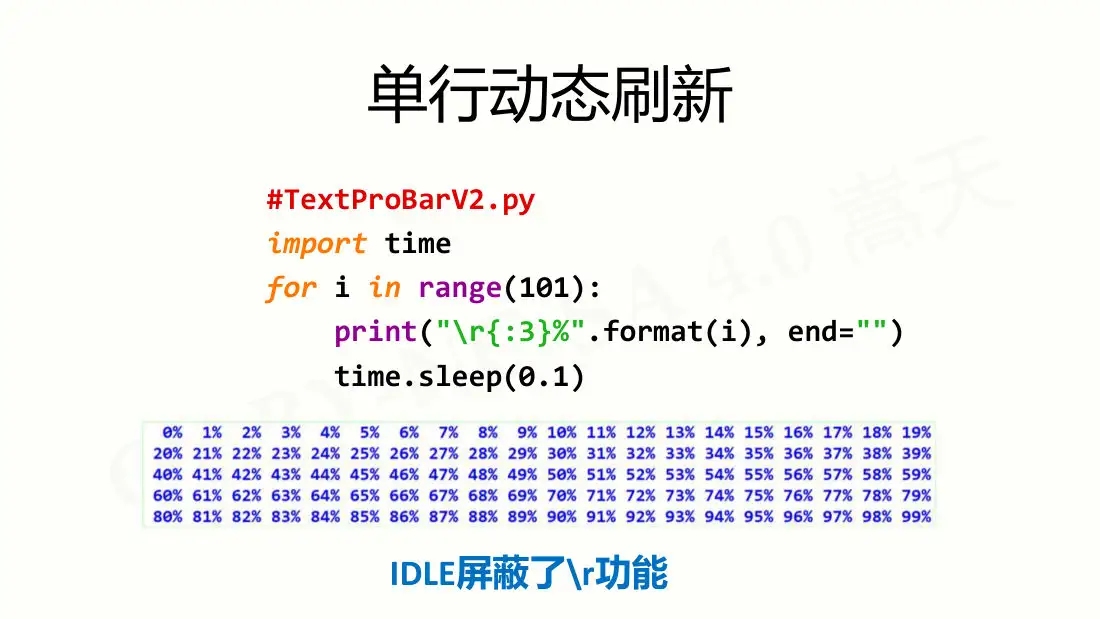 单行动态刷新
#TextProBarV2.py
import time
for i in range(101):
    print("\r{:3}%".format(i), end="")
    time.sleep(0.1)
0% 1% 2% 3% 4% 5% 6% 7% 8% 9% 10% 11% 12% 13% 14% 15% 16% 17% 18% 19%
20% 21% 22% 23% 24% 25% 26% 27% 28% 29% 30% 31% 32% 33% 34% 35% 36% 37% 38% 39%
40% 41% 42% 43% 44% 45% 46% 47% 48% 49% 50% 51% 52% 53% 54% 55% 56% 57% 58% 59%
60% 61% 62% 63% 64% 65% 66% 67% 68% 69% 70% 71% 72% 73% 74% 75% 76% 77% 78% 79%
80% 81% 82% 83% 84% 85% 86% 87% 88% 89% 90% 91% 92% 93% 94% 95% 96% 97% 98% 99%
IDLE屏蔽了\r功能
4.0 嵩天